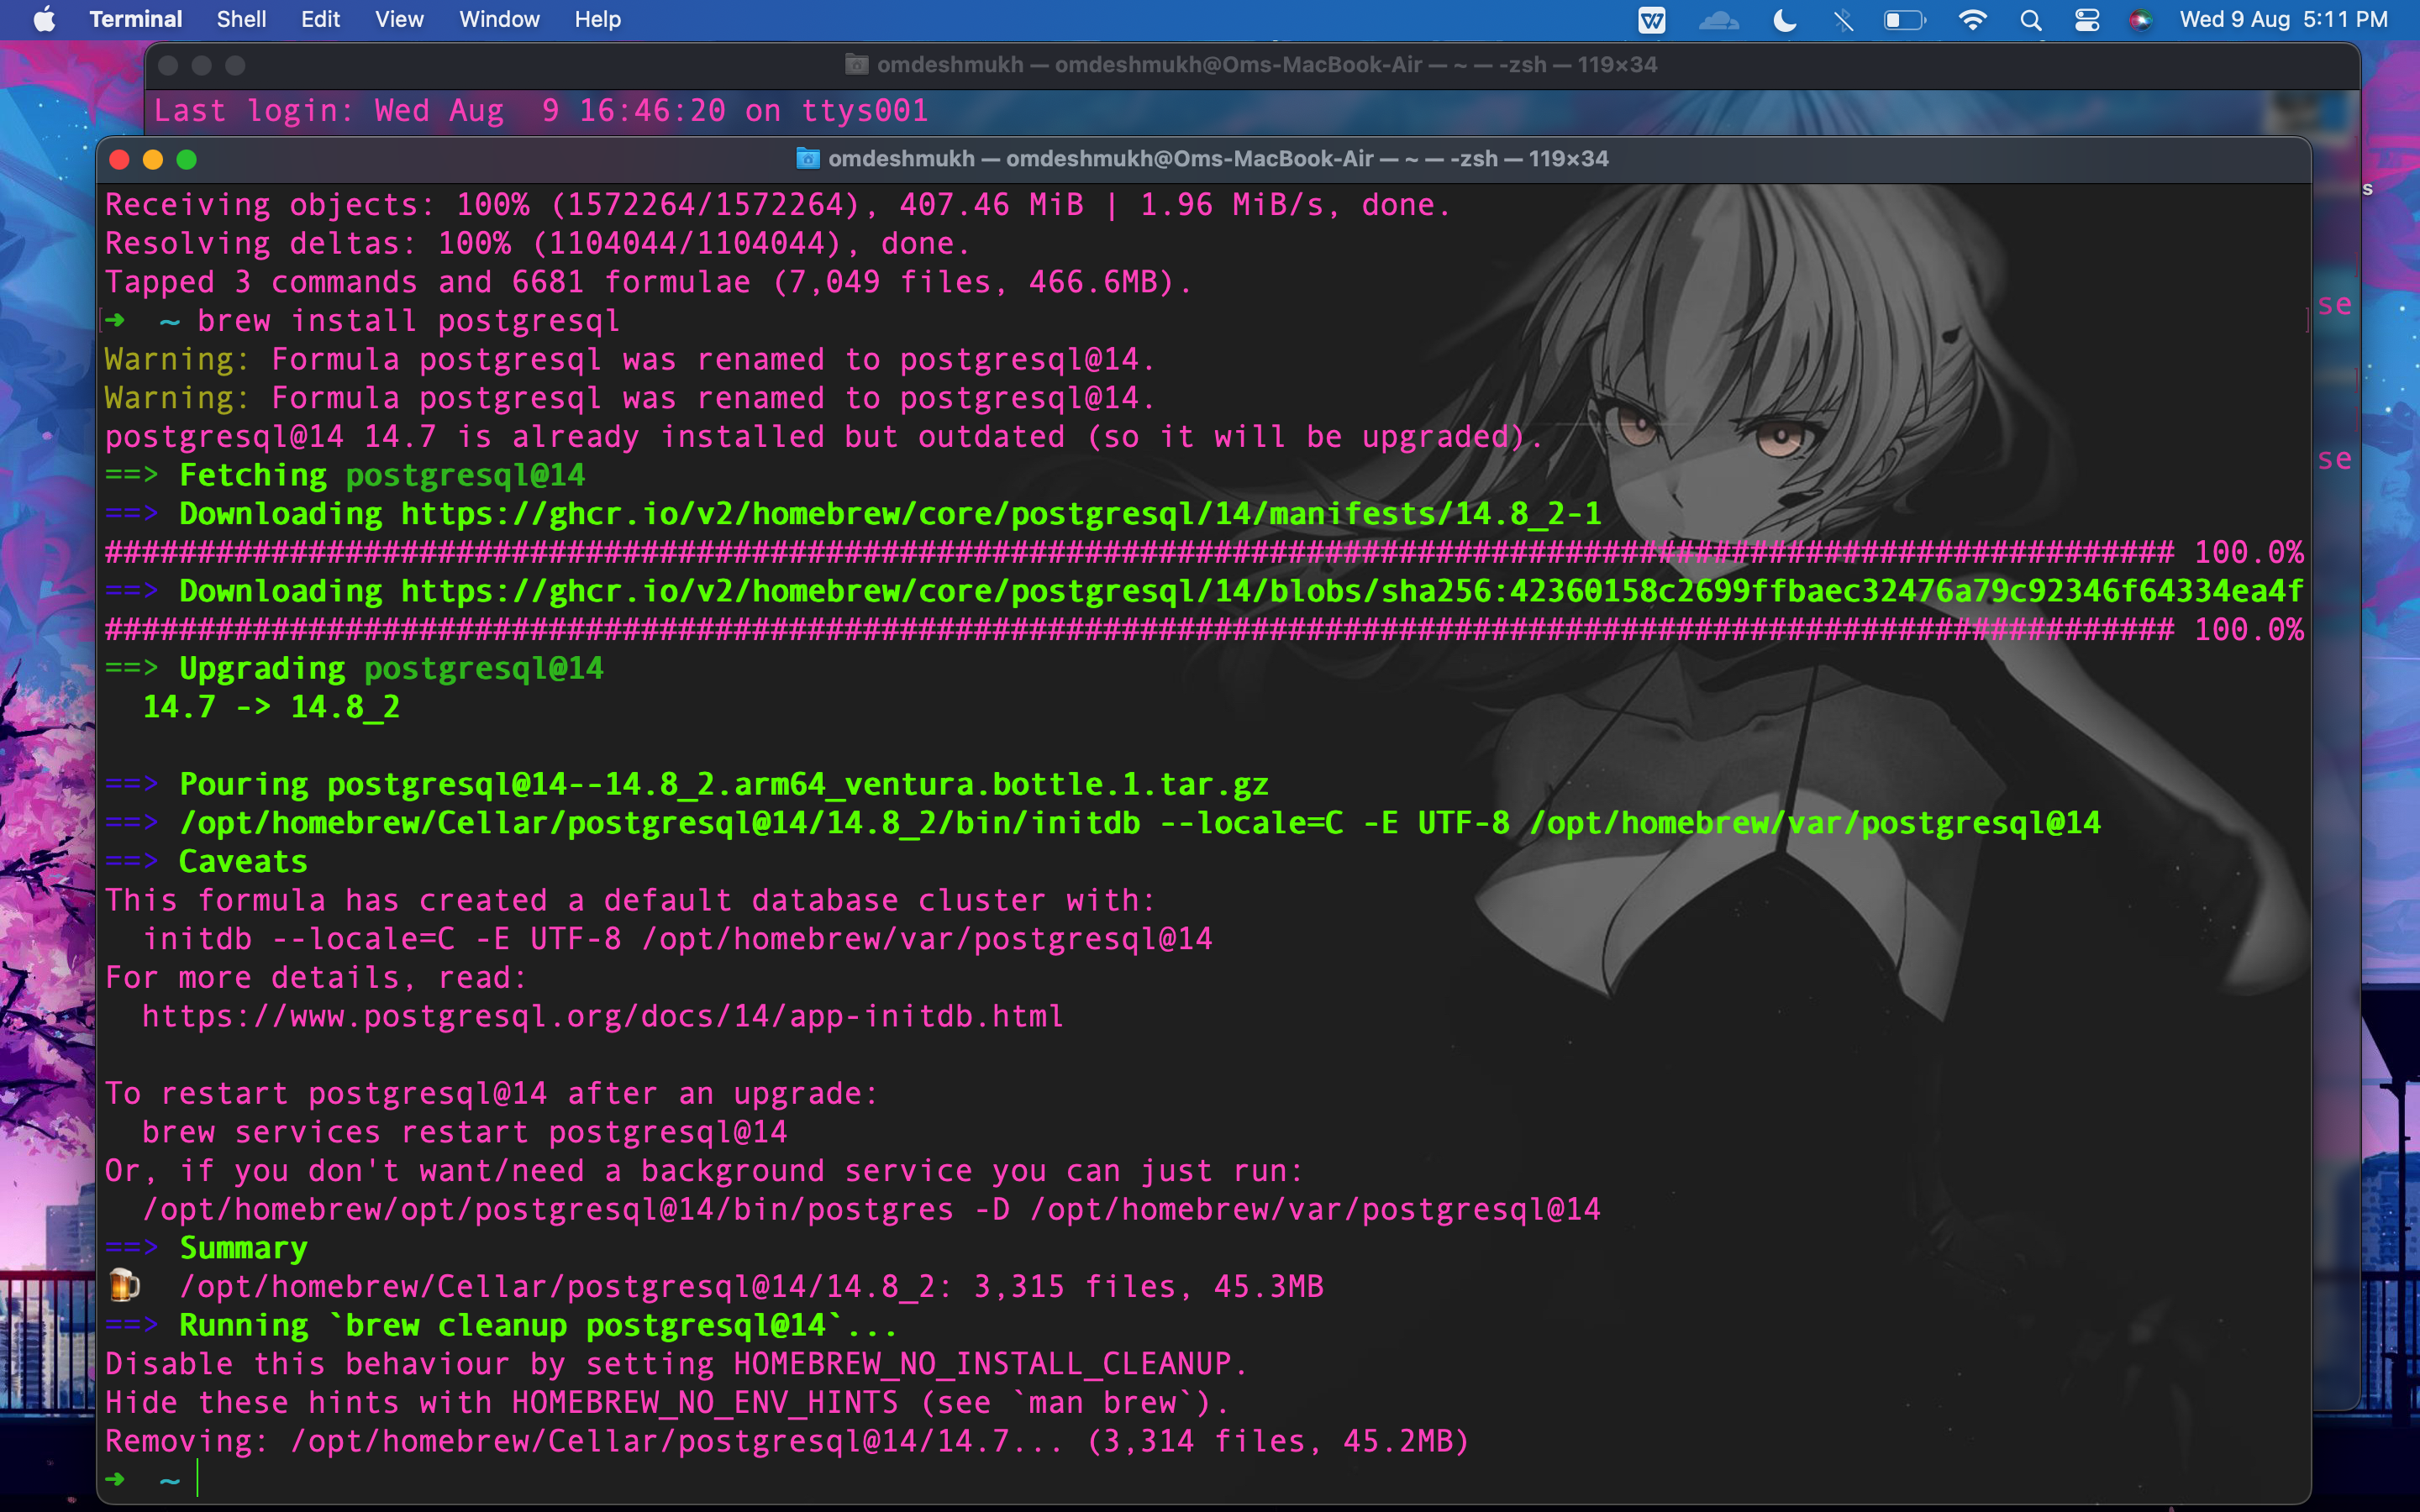 Terminal Shell Edit View Window Help Wed 9 Aug 5:11 PM
omdeshmukh — omdeshmukh@Oms-MacBook-Air — ~ — -zsh — 119×34
Last login: Wed Aug  9 16:46:20 on ttys001
omdeshmukh — omdeshmukh@Oms-MacBook-Air — ~ — -zsh — 119×34
s
Receiving objects: 100% (1572264/1572264), 407.46 MiB | 1.96 MiB/s, done.
Resolving deltas: 100% (1104044/1104044), done.
Tapped 3 commands and 6681 formulae (7,049 files, 466.6MB).
se
➜  ~ brew install postgresql
Warning: Formula postgresql was renamed to postgresql@14.
Warning: Formula postgresql was renamed to postgresql@14.
postgresql@14 14.7 is already installed but outdated (so it will be upgraded).
se
==> Fetching postgresql@14
==> Downloading https://ghcr.io/v2/homebrew/core/postgresql/14/manifests/14.8_2-1
################################################################################################################ 100.0%
==> Downloading https://ghcr.io/v2/homebrew/core/postgresql/14/blobs/sha256:42360158c2699ffbaec32476a79c92346f64334ea4f
################################################################################################################ 100.0%
==> Upgrading postgresql@14
  14.7 -> 14.8_2
==> Pouring postgresql@14--14.8_2.arm64_ventura.bottle.1.tar.gz
==> /opt/homebrew/Cellar/postgresql@14/14.8_2/bin/initdb --locale=C -E UTF-8 /opt/homebrew/var/postgresql@14
==> Caveats
This formula has created a default database cluster with:
  initdb --locale=C -E UTF-8 /opt/homebrew/var/postgresql@14
For more details, read:
  https://www.postgresql.org/docs/14/app-initdb.html
To restart postgresql@14 after an upgrade:
  brew services restart postgresql@14
Or, if you don't want/need a background service you can just run:
  /opt/homebrew/opt/postgresql@14/bin/postgres -D /opt/homebrew/var/postgresql@14
==> Summary
🍺  /opt/homebrew/Cellar/postgresql@14/14.8_2: 3,315 files, 45.3MB
==> Running `brew cleanup postgresql@14`...
Disable this behaviour by setting HOMEBREW_NO_INSTALL_CLEANUP.
Hide these hints with HOMEBREW_NO_ENV_HINTS (see `man brew`).
Removing: /opt/homebrew/Cellar/postgresql@14/14.7... (3,314 files, 45.2MB)
➜  ~